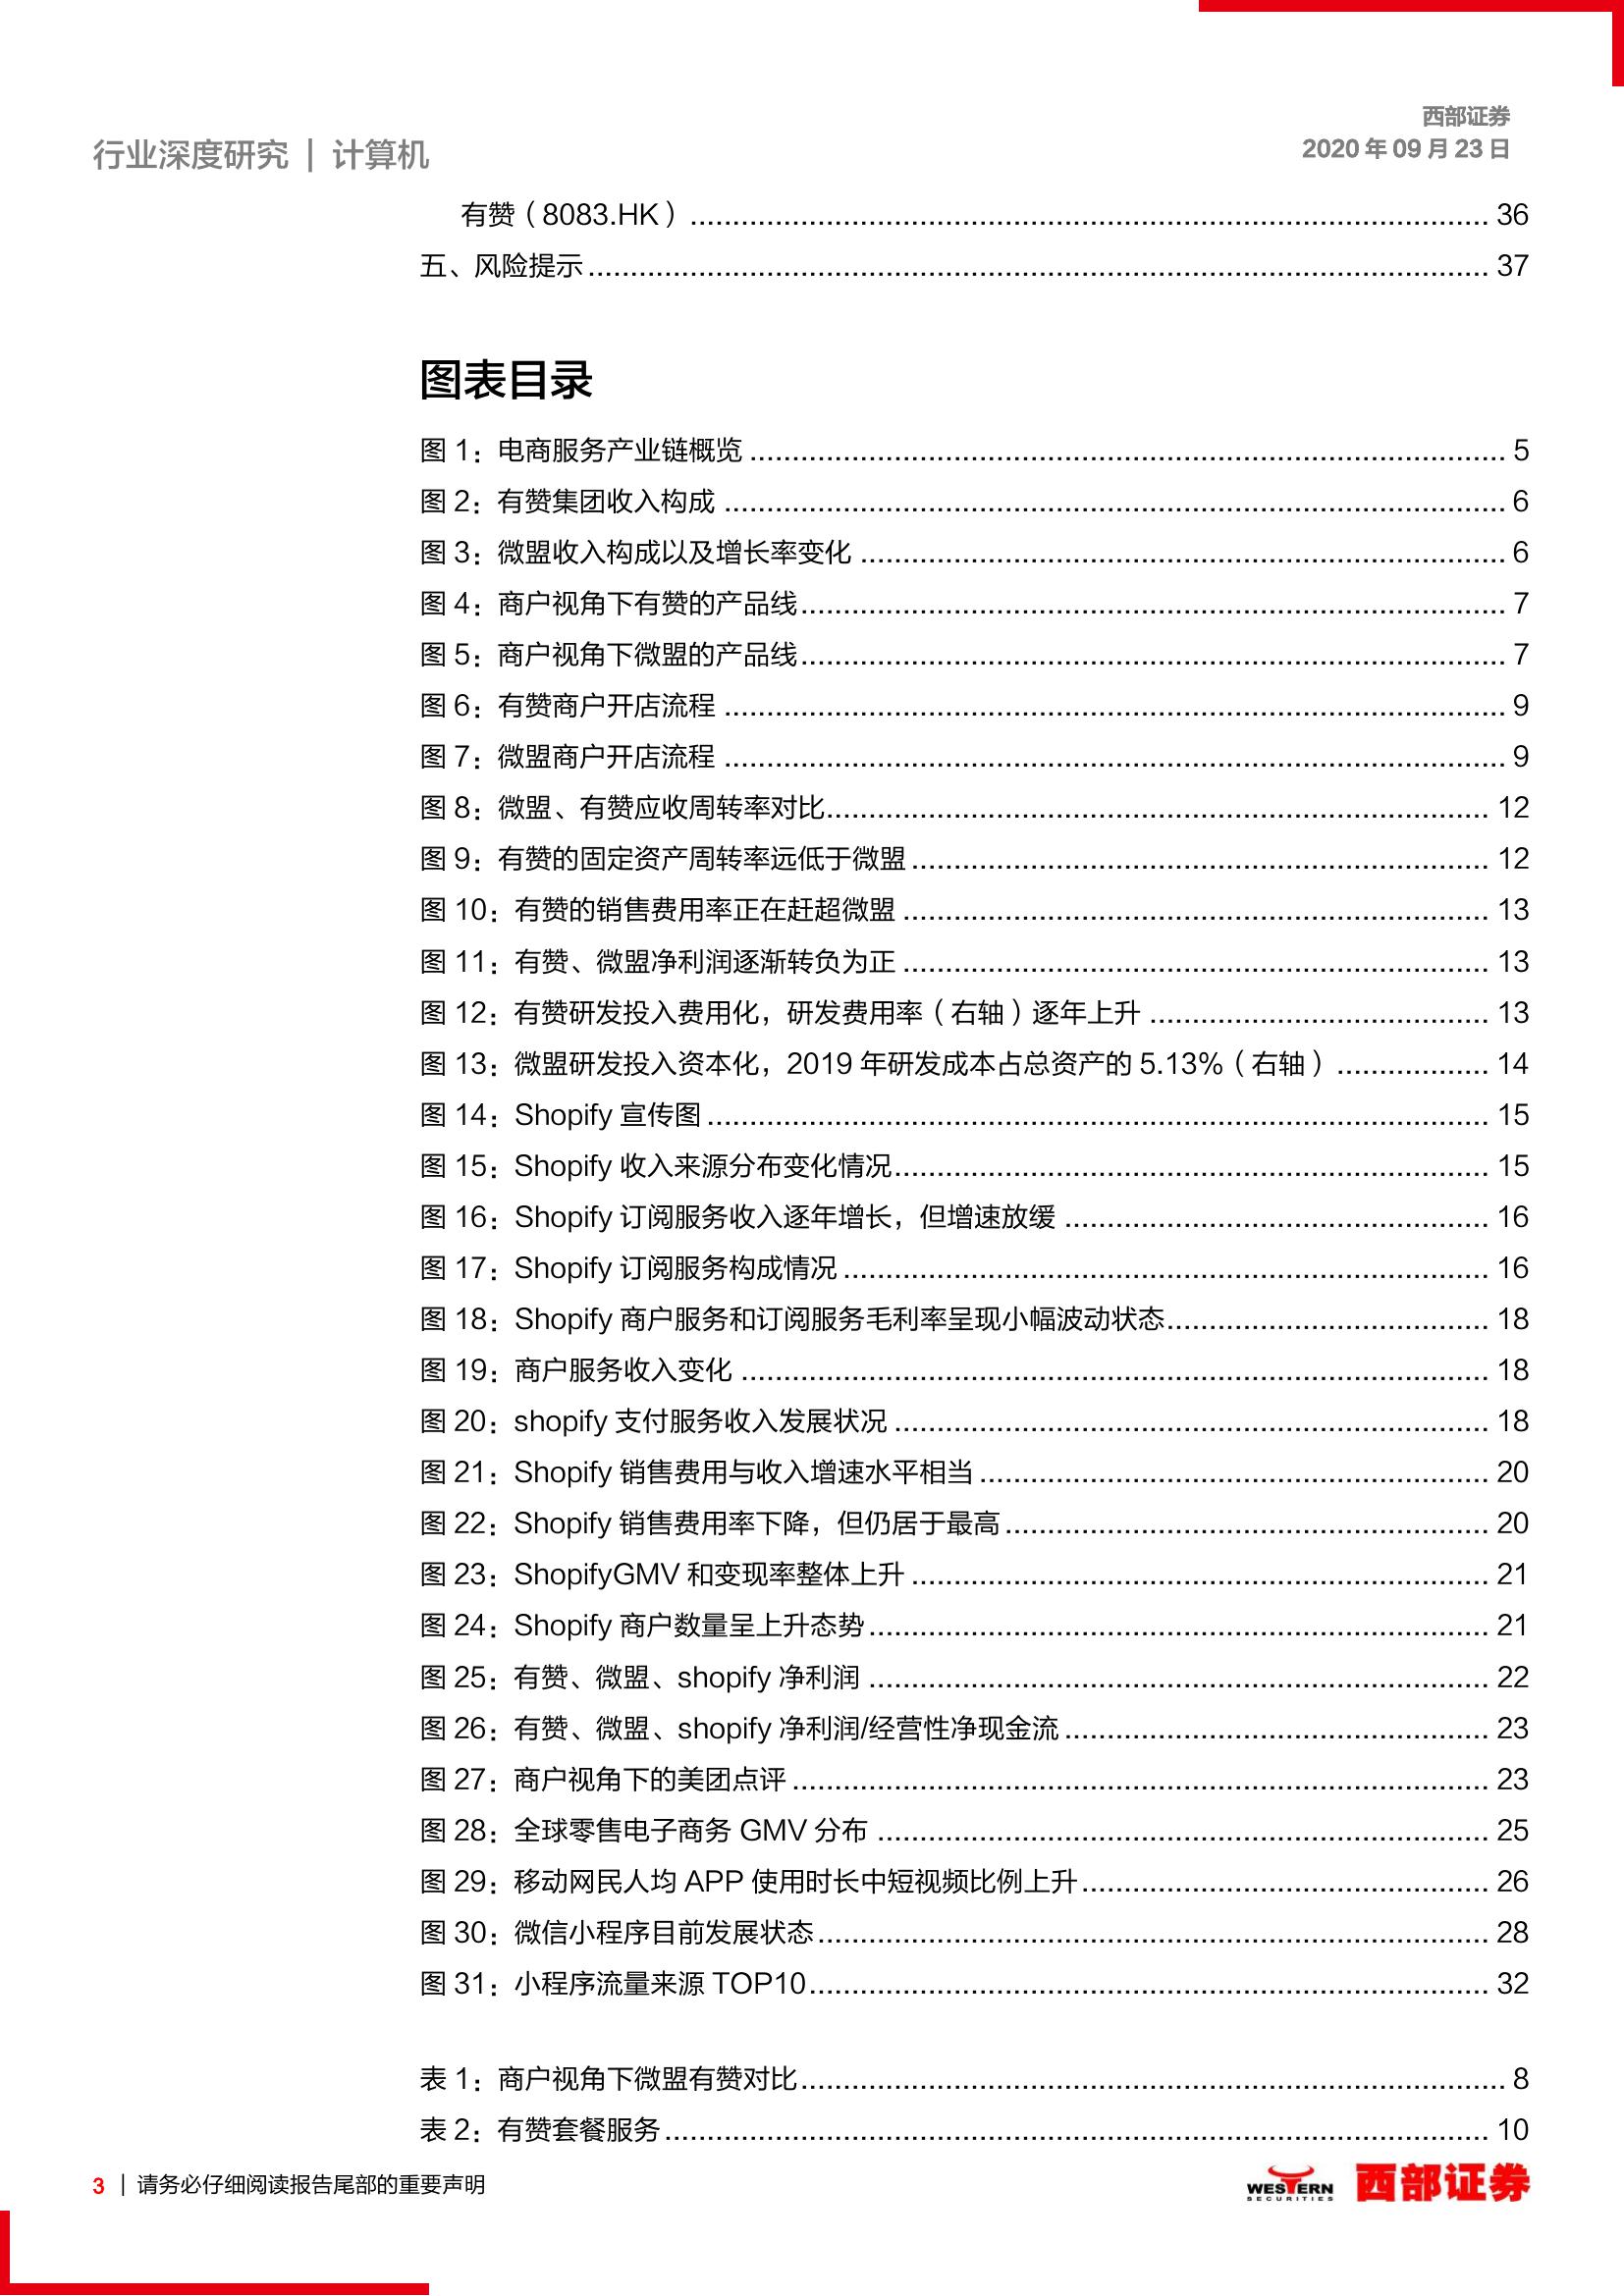 西部证券
行业深度研究 | 计算机
2020 年 09 月 23 日
有赞（8083.HK）........ 36
五、风险提示........ 37
图表目录
图 1：电商服务产业链概览........ 5
图 2：有赞集团收入构成........ 6
图 3：微盟收入构成以及增长率变化........ 6
图 4：商户视角下有赞的产品线........ 7
图 5：商户视角下微盟的产品线........ 7
图 6：有赞商户开店流程........ 9
图 7：微盟商户开店流程........ 9
图 8：微盟、有赞应收周转率对比........ 12
图 9：有赞的固定资产周转率远低于微盟........ 12
图 10：有赞的销售费用率正在赶超微盟........ 13
图 11：有赞、微盟净利润逐渐转负为正........ 13
图 12：有赞研发投入费用化，研发费用率（右轴）逐年上升........ 13
图 13：微盟研发投入资本化，2019 年研发成本占总资产的 5.13%（右轴）........ 14
图 14：Shopify 宣传图........ 15
图 15：Shopify 收入来源分布变化情况........ 15
图 16：Shopify 订阅服务收入逐年增长，但增速放缓........ 16
图 17：Shopify 订阅服务构成情况........ 16
图 18：Shopify 商户服务和订阅服务毛利率呈现小幅波动状态........ 18
图 19：商户服务收入变化........ 18
图 20：shopify 支付服务收入发展状况........ 18
图 21：Shopify 销售费用与收入增速水平相当........ 20
图 22：Shopify 销售费用率下降，但仍居于最高........ 20
图 23：ShopifyGMV 和变现率整体上升........ 21
图 24：Shopify 商户数量呈上升态势........ 21
图 25：有赞、微盟、shopify 净利润........ 22
图 26：有赞、微盟、shopify 净利润/经营性净现金流........ 23
图 27：商户视角下的美团点评........ 23
图 28：全球零售电子商务 GMV 分布........ 25
图 29：移动网民人均 APP 使用时长中短视频比例上升........ 26
图 30：微信小程序目前发展状态........ 28
图 31：小程序流量来源 TOP10........ 32
表 1：商户视角下微盟有赞对比........ 8
表 2：有赞套餐服务........ 10
3 | 请务必仔细阅读报告尾部的重要声明
WESTERN
SECURITIES
西部证券